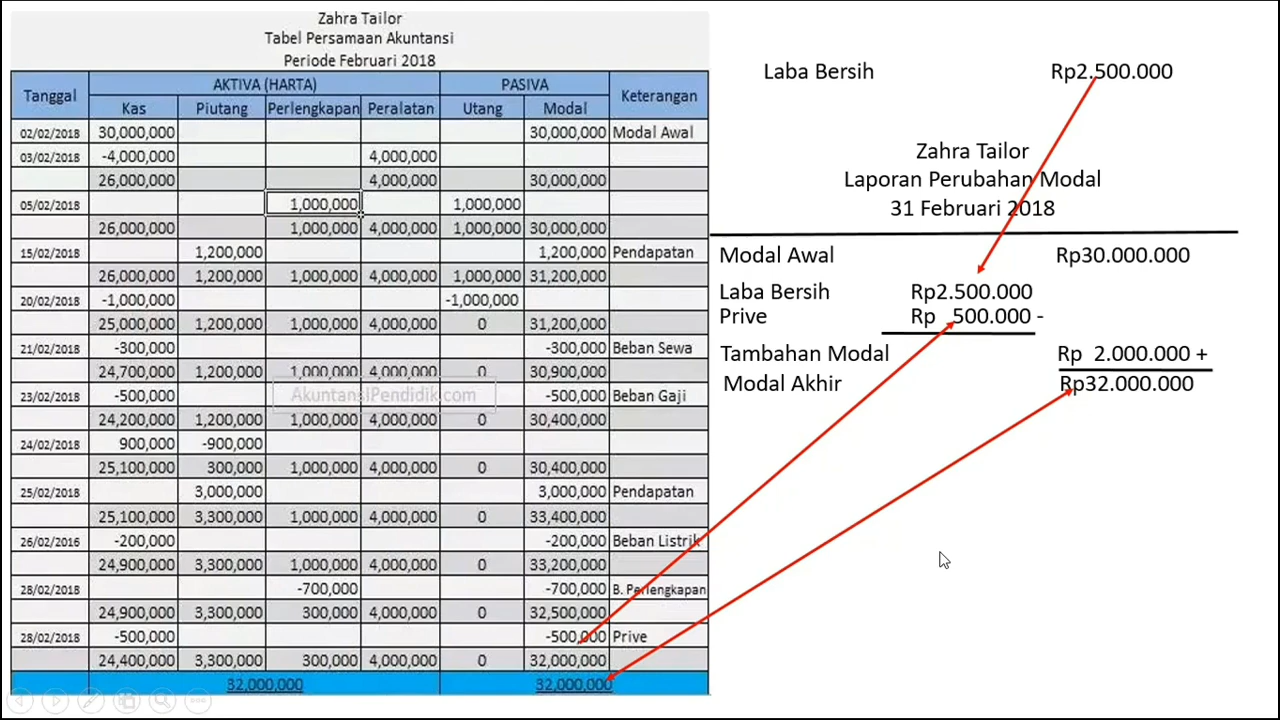 Zahra Tailor
Tabel Persamaan Akuntansi
Periode Februari 2018
Tanggal AKTIVA (HARTA) PASIVA Keterangan
Kas Piutang Perlengkapan Peralatan Utang Modal
02/02/2018 30,000,000 30,000,000 Modal Awal
03/02/2018 -4,000,000 4,000,000
26,000,000 4,000,000 30,000,000
05/02/2018 1,000,000 1,000,000
26,000,000 1,000,000 4,000,000 1,000,000 30,000,000
15/02/2018 1,200,000 1,200,000 Pendapatan
26,000,000 1,200,000 1,000,000 4,000,000 1,000,000 31,200,000
20/02/2018 -1,000,000 -1,000,000
25,000,000 1,200,000 1,000,000 4,000,000 0 31,200,000
21/02/2018 -300,000 -300,000 Beban Sewa
24,700,000 1,200,000 1,000,000 4,000,000 0 30,900,000
23/02/2018 -500,000 -500,000 Beban Gaji
AkuntansiPendidik.com
24,200,000 1,200,000 1,000,000 4,000,000 0 30,400,000
24/02/2018 900,000 -900,000
25,100,000 300,000 1,000,000 4,000,000 0 30,400,000
25/02/2018 3,000,000 3,000,000 Pendapatan
25,100,000 3,300,000 1,000,000 4,000,000 0 33,400,000
26/02/2016 -200,000 -200,000 Beban Listrik
24,900,000 3,300,000 1,000,000 4,000,000 0 33,200,000
28/02/2018 -700,000 -700,000 B. Perlengkapan
24,900,000 3,300,000 300,000 4,000,000 0 32,500,000
28/02/2018 -500,000 -500,000 Prive
24,400,000 3,300,000 300,000 4,000,000 0 32,000,000
32,000,000 32,000,000
Laba Bersih Rp2.500.000
Zahra Tailor
Laporan Perubahan Modal
31 Februari 2018
Modal Awal Rp30.000.000
Laba Bersih Rp2.500.000
Prive Rp 500.000 -
Tambahan Modal Rp 2.000.000 +
Modal Akhir Rp32.000.000